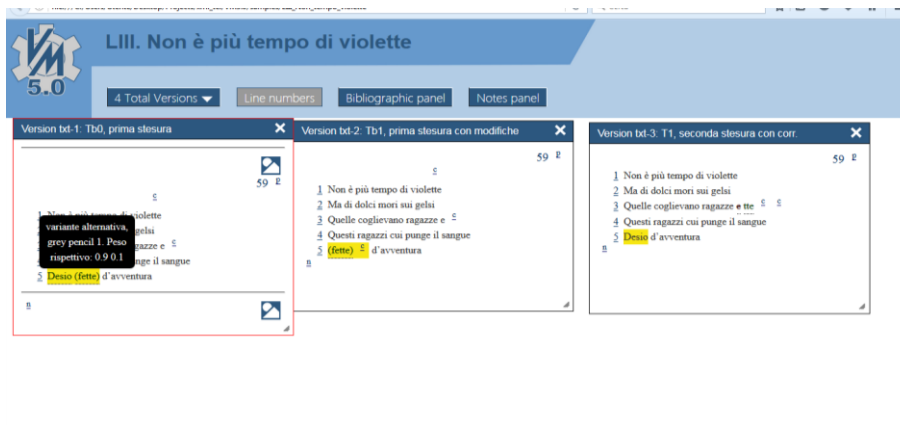 LIII. Non è più tempo di violette
VM
5.0
4 Total Versions
Line numbers
Bibliographic panel
Notes panel
Version txt-1: Tb0, prima stesura
59 P
c
1 Non è più tempo di violette
gelsi
gazze e c
nge il sangue
5 Desio (fette) d'avventura
n
variante alternativa,
grey pencil 1. Peso
rispettivo: 0.9 0.1
Version txt-2: Tb1, prima stesura con modifiche
59 P
c
1 Non è più tempo di violette
2 Ma di dolci mori sui gelsi
3 Quelle coglievano ragazze e c
4 Questi ragazzi cui punge il sangue
5 (fette) c d'avventura
n
Version txt-3: T1, seconda stesura con corr.
59 P
1 Non è più tempo di violette
2 Ma di dolci mori sui gelsi
3 Quelle coglievano ragazze e tte c c
4 Questi ragazzi cui punge il sangue
5 Desio d'avventura
n